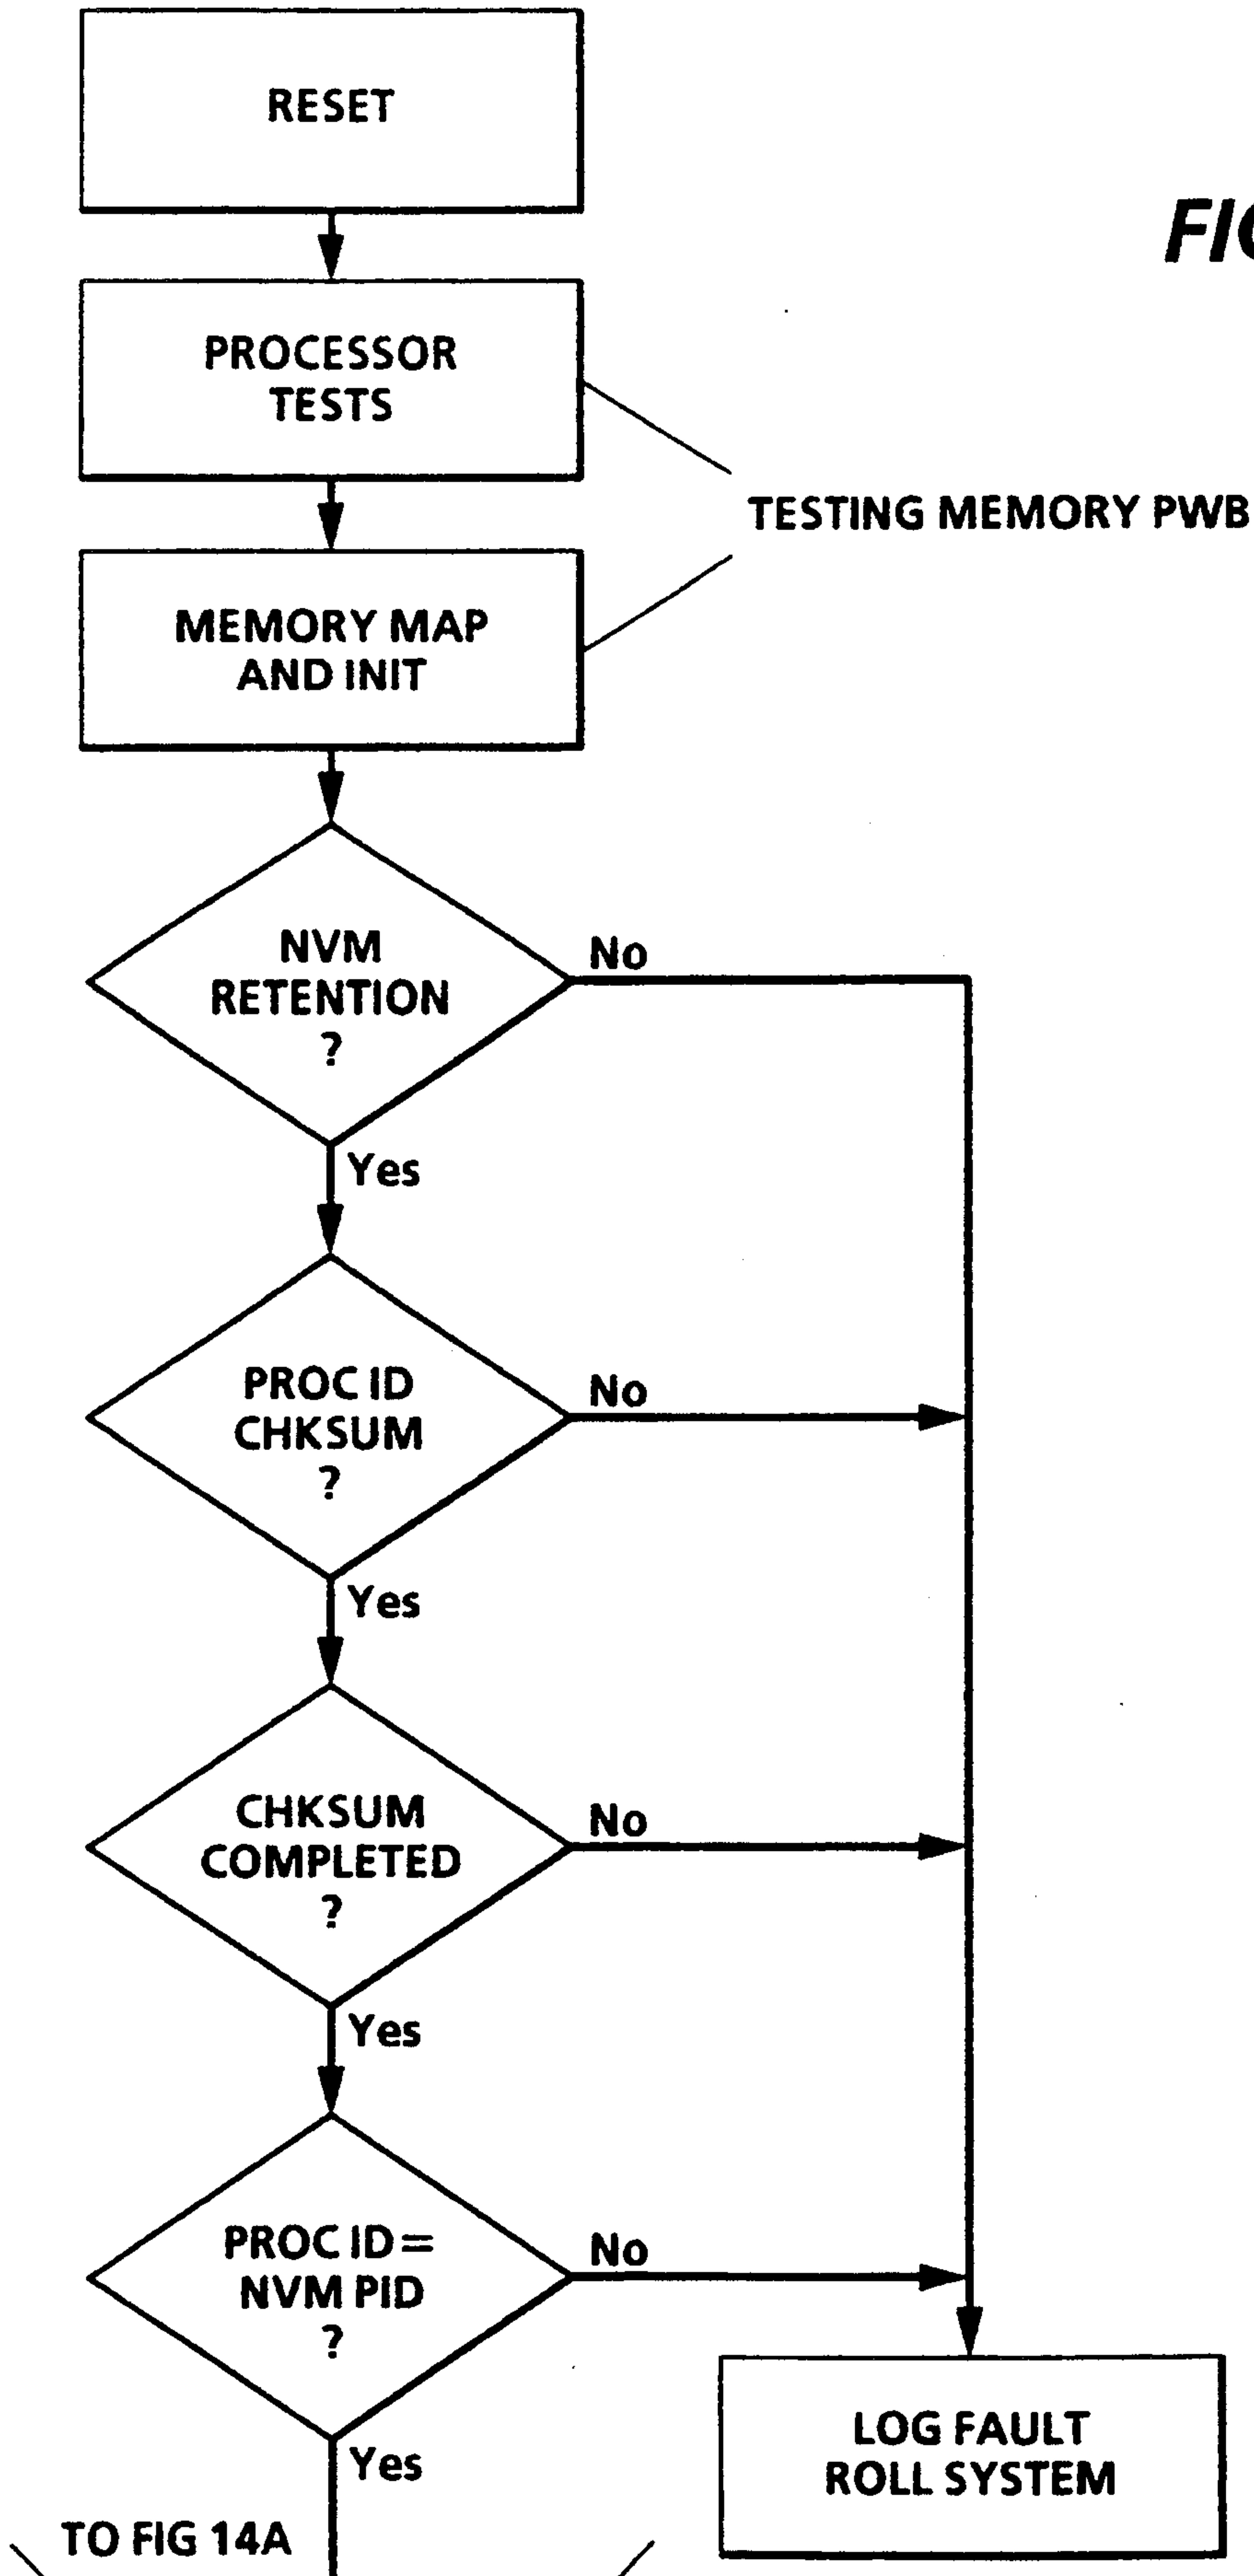 RESET
FIG
PROCESSOR
TESTS
TESTING MEMORY PWB
MEMORY MAP
AND INIT
NVM
RETENTION
?
No
Yes
PROC ID
CHKSUM
?
No
Yes
CHKSUM
COMPLETED
?
No
Yes
PROC ID =
NVM PID
?
No
Yes
LOG FAULT
ROLL SYSTEM
TO FIG 14A